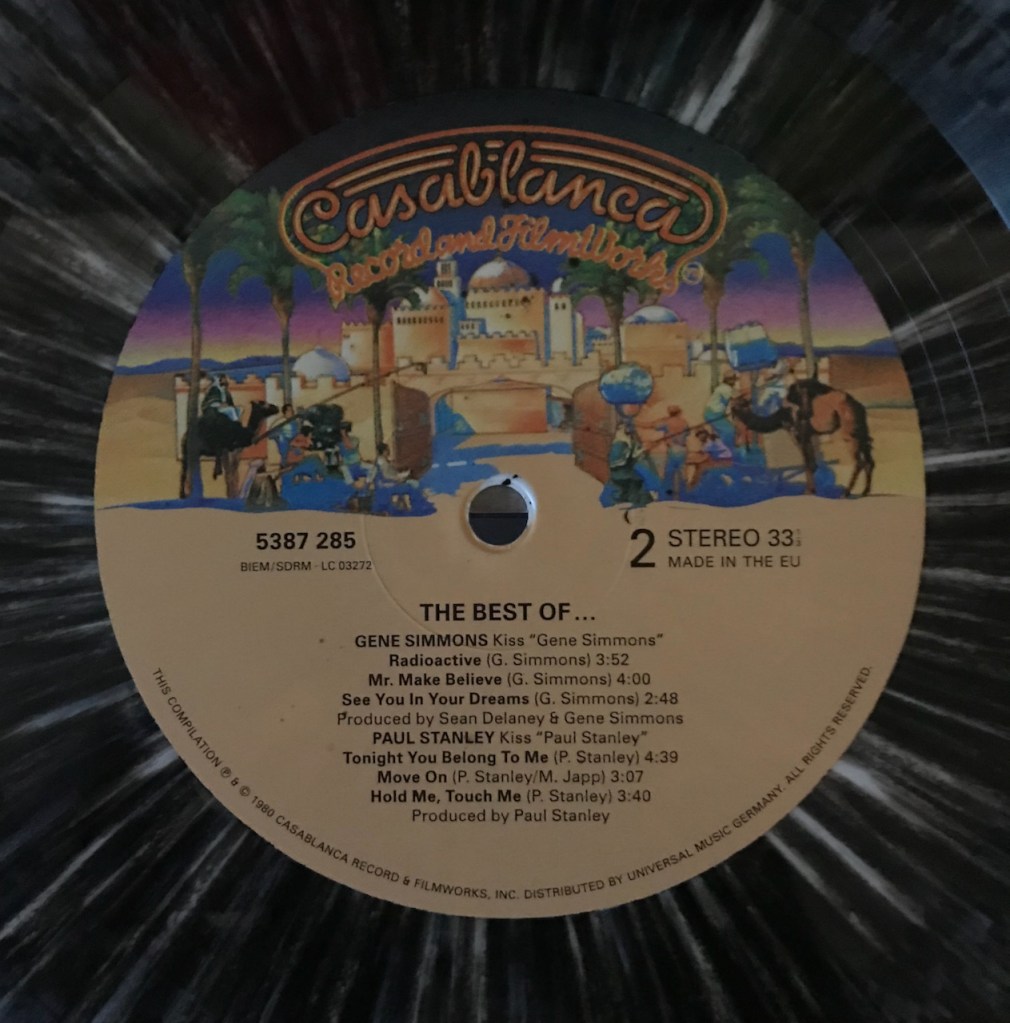 Casablanca
Record and FilmWorks
5387 285
BIEM/SDRM - LC 03272
2
STEREO 33 1/3
MADE IN THE EU
THE BEST OF...
GENE SIMMONS Kiss "Gene Simmons"
Radioactive (G. Simmons) 3:52
Mr. Make Believe (G. Simmons) 4:00
See You In Your Dreams (G. Simmons) 2:48
Produced by Sean Delaney & Gene Simmons
PAUL STANLEY Kiss "Paul Stanley"
Tonight You Belong To Me (P. Stanley) 4:39
Move On (P. Stanley/M. Japp) 3:07
Hold Me, Touch Me (P. Stanley) 3:40
Produced by Paul Stanley
THIS COMPILATION ℗ & © 1980 CASABLANCA RECORD & FILMWORKS, INC. DISTRIBUTED BY UNIVERSAL MUSIC GERMANY. ALL RIGHTS RESERVED.